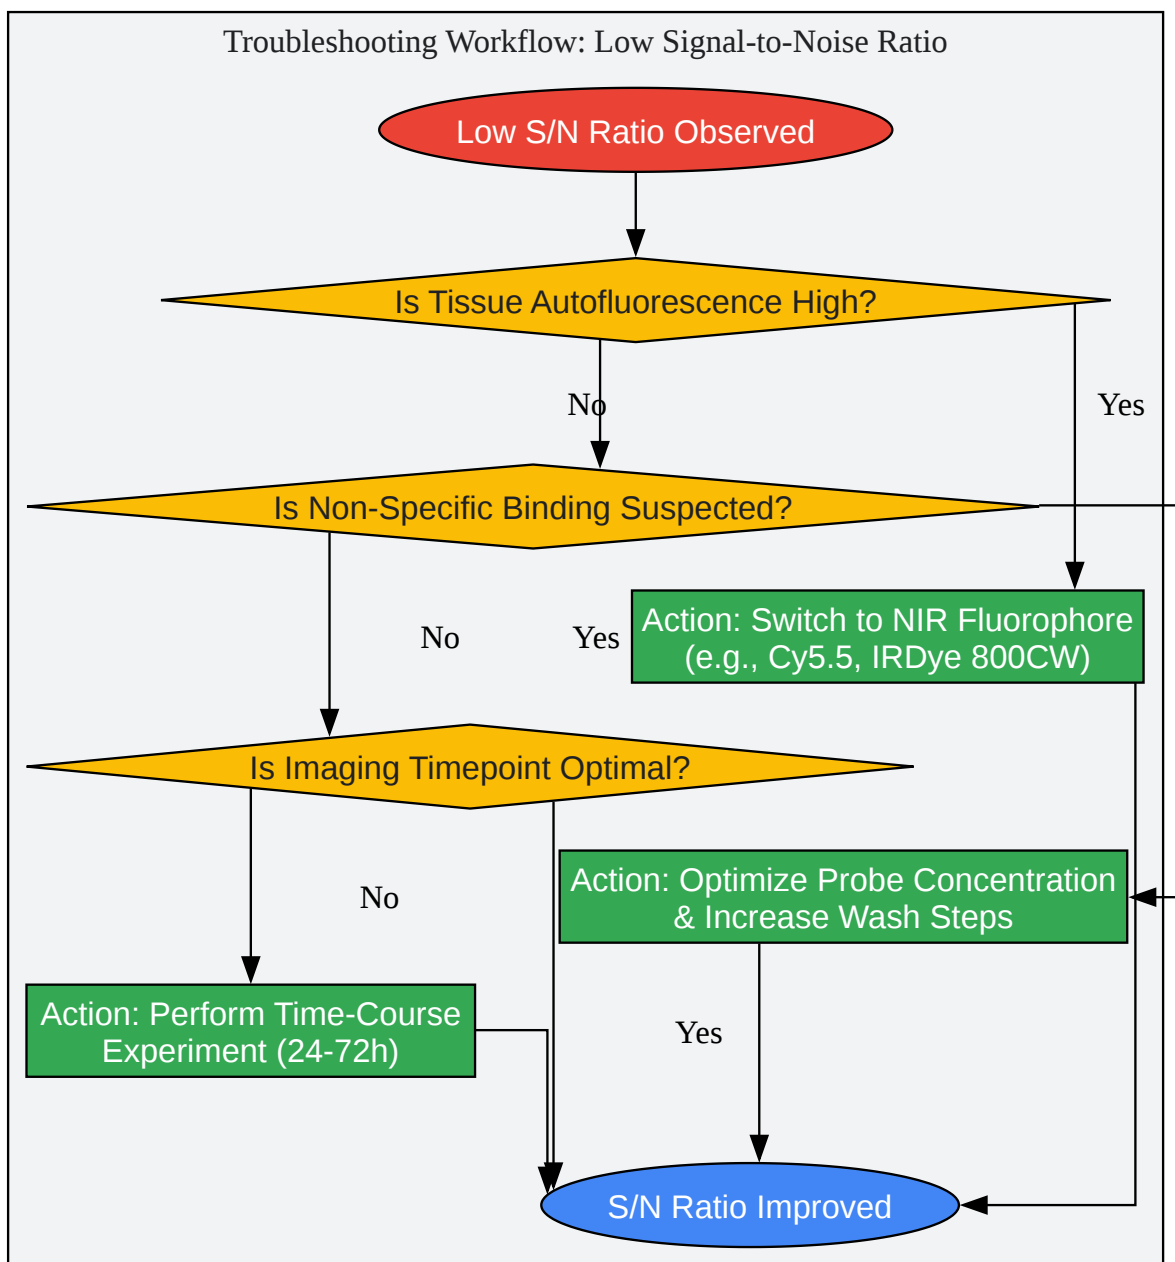 Troubleshooting Workflow: Low Signal-to-Noise Ratio
Low S/N Ratio Observed
Is Tissue Autofluorescence High?
No
Yes
Is Non-Specific Binding Suspected?
No
Yes
Action: Switch to NIR Fluorophore
(e.g., Cy5.5, IRDye 800CW)
Is Imaging Timepoint Optimal?
No
Action: Optimize Probe Concentration
& Increase Wash Steps
Action: Perform Time-Course
Experiment (24-72h)
Yes
S/N Ratio Improved